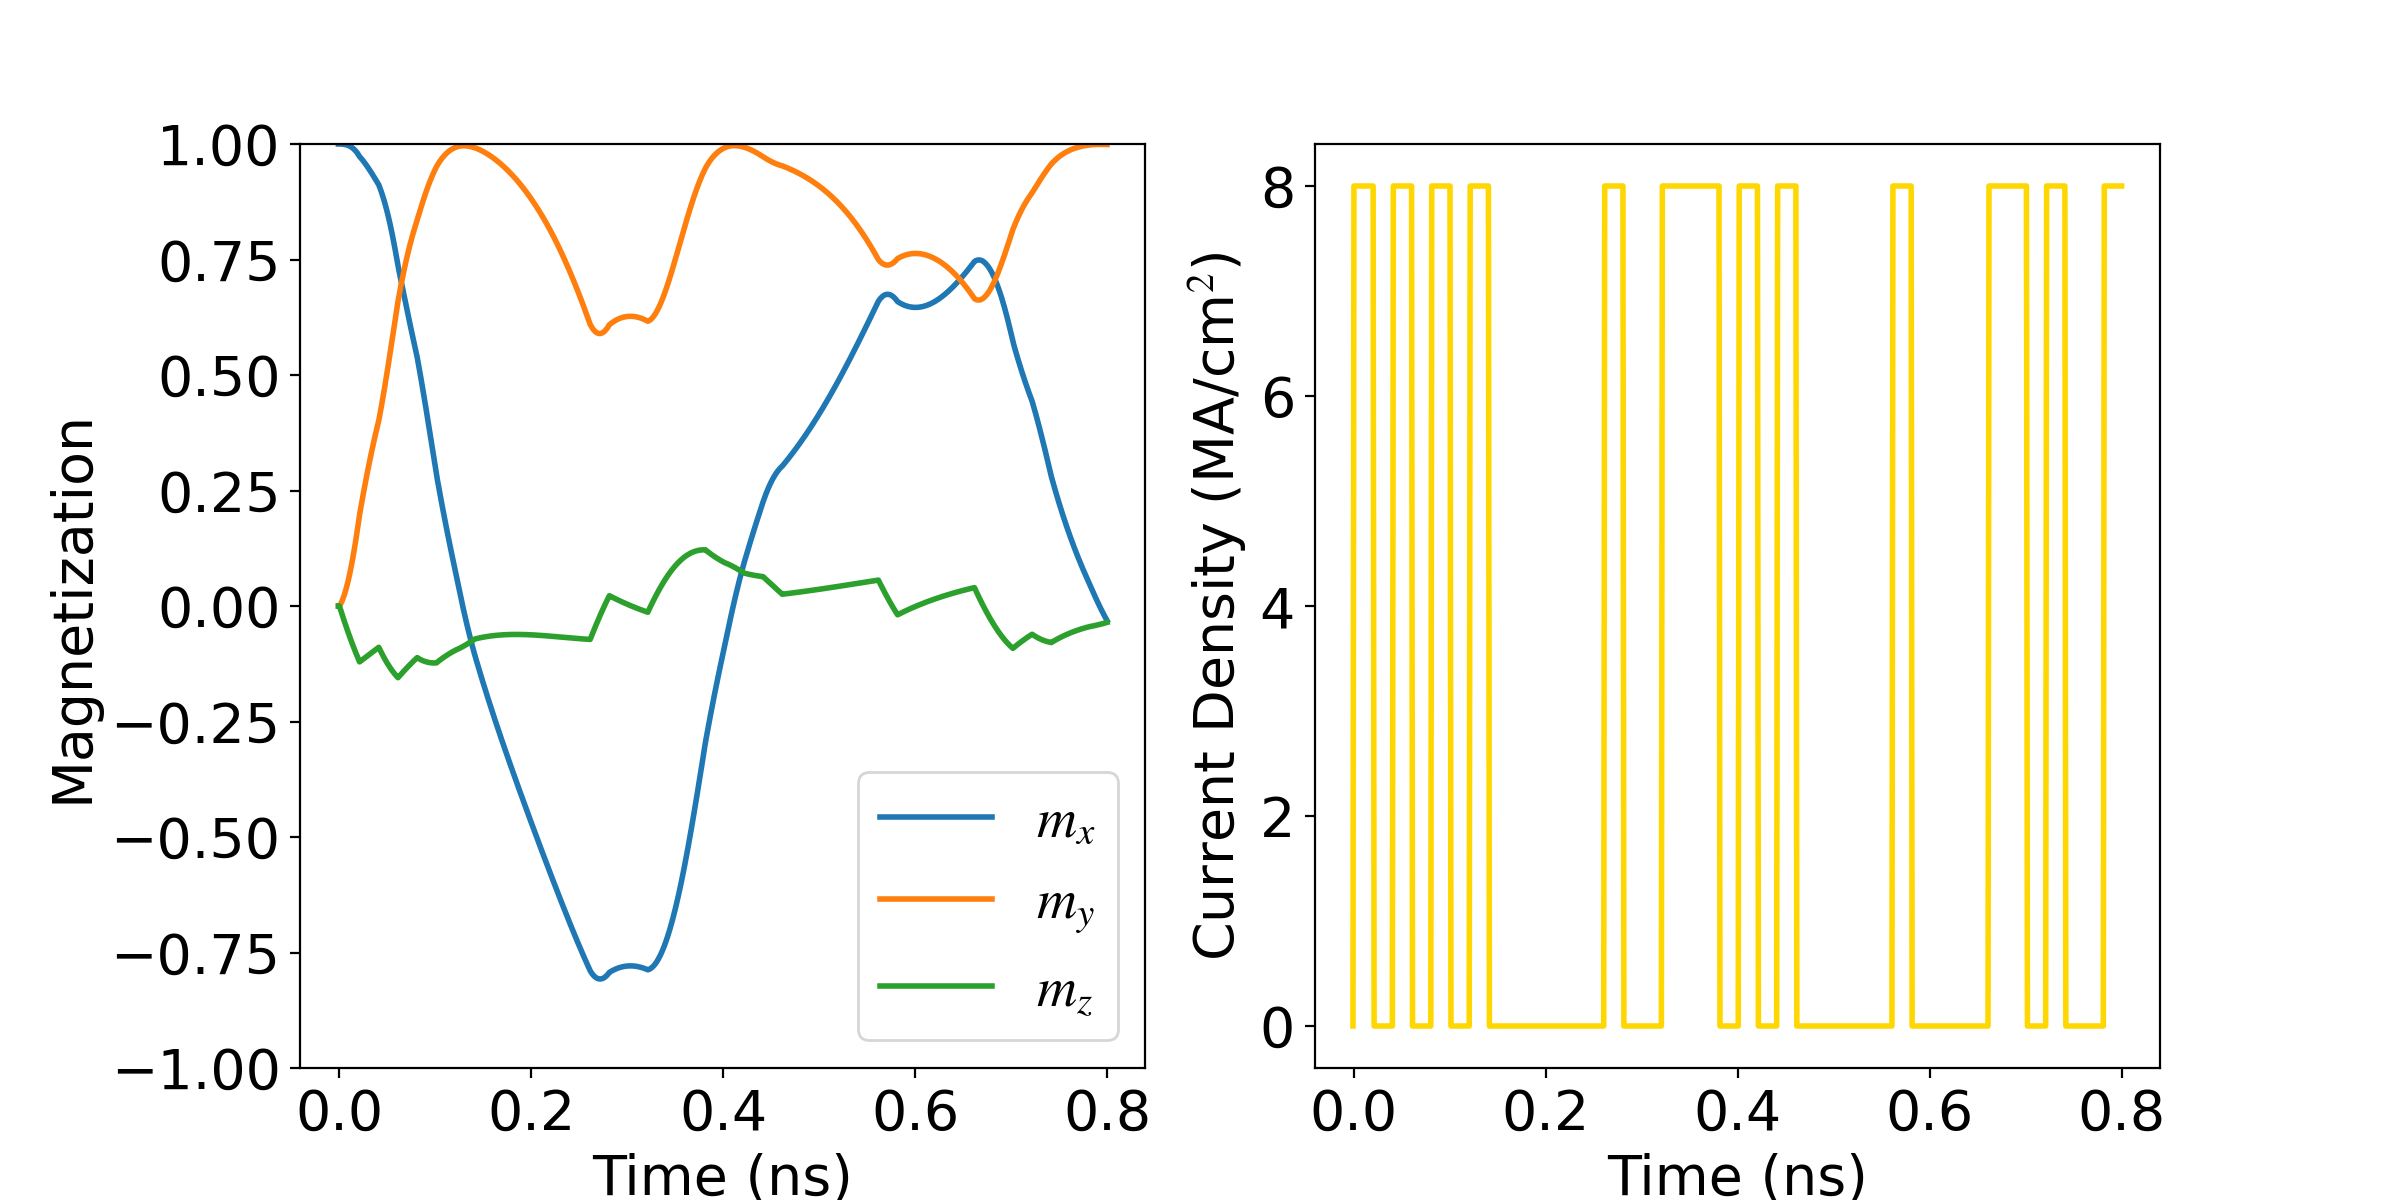 Magnetization
1.00
0.75
0.50
0.25
0.00
−0.25
−0.50
−0.75
−1.00
0.0 0.2 0.4 0.6 0.8
Time (ns)
m_x
m_y
m_z
Current Density (MA/cm²)
8
6
4
2
0
0.0 0.2 0.4 0.6 0.8
Time (ns)